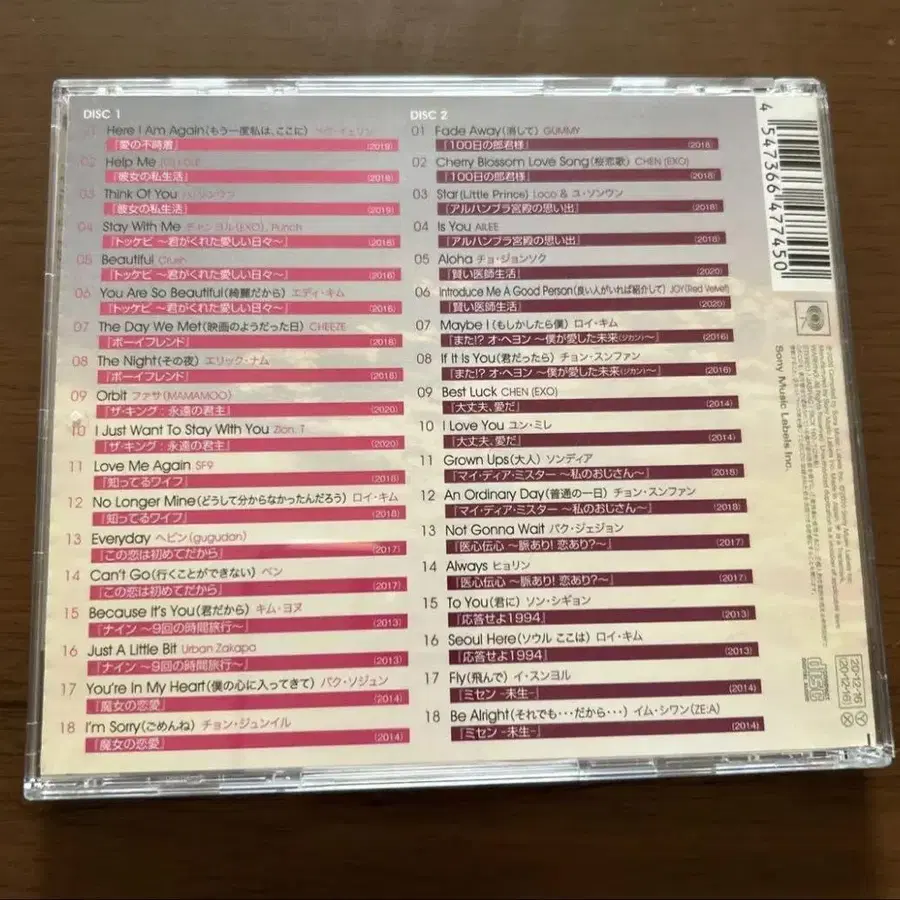 DISC 1
01 Here I Am Again(もう一度私は、ここに) ペク・イェリン
『愛の不時着』 (2019)
02 Help Me
『彼女の私生活』 (2019)
03 Think Of You ハ・ソンウン
『彼女の私生活』 (2019)
04 Stay With Me チャンヨル(EXO), Punch
『トッケビ ~君がくれた愛しい日々~』 (2016)
05 Beautiful Crush
『トッケビ ~君がくれた愛しい日々~』 (2016)
06 You Are So Beautiful(綺麗だから) エディ・キム
『トッケビ ~君がくれた愛しい日々~』 (2016)
07 The Day We Met(映画のようだった日) CHEEZE
『ボーイフレンド』 (2018)
08 The Night(その夜) エリック・ナム
『ボーイフレンド』 (2018)
09 Orbit ファサ(MAMAMOO)
『ザ・キング:永遠の君主』 (2020)
10 I Just Want To Stay With You Zion. T
『ザ・キング:永遠の君主』 (2020)
11 Love Me Again SF9
『知ってるワイフ』 (2018)
12 No Longer Mine(どうして分からなかったんだろう) ロイ・キム
『知ってるワイフ』 (2018)
13 Everyday ヘビン(gugudan)
『この恋は初めてだから』 (2017)
14 Can't Go(行くことができない) ベン
『この恋は初めてだから』 (2017)
15 Because It's You(君だから) キム・ヨヌ
『ナイン ~9回の時間旅行~』 (2013)
16 Just A Little Bit Urban Zakapa
『ナイン ~9回の時間旅行~』 (2013)
17 You're In My Heart(僕の心に入ってきて) パク・ソジュン
『魔女の恋愛』 (2014)
18 I'm Sorry(ごめんね) チョン・ジュンイル
『魔女の恋愛』 (2014)
DISC 2
01 Fade Away(消して) GUMMY
『100日の郎君様』 (2018)
02 Cherry Blossom Love Song(桜恋歌) CHEN (EXO)
『100日の郎君様』 (2018)
03 Star(Little Prince) Loco & ユ・ソンウン
『アルハンブラ宮殿の思い出』 (2018)
04 Is You AILEE
『アルハンブラ宮殿の思い出』 (2018)
05 Aloha チョ・ジョンソク
『賢い医師生活』 (2020)
06 Introduce Me A Good Person(良い人がいれば紹介して) JOY(Red Velvet)
『賢い医師生活』 (2020)
07 Maybe I(もしかしたら僕) ロイ・キム
『また!? オ・ヘヨン ~僕が愛した未来(ジカン)~』 (2016)
08 If It Is You(君だったら) チョン・スンファン
『また!? オ・ヘヨン ~僕が愛した未来(ジカン)~』 (2016)
09 Best Luck CHEN (EXO)
『大丈夫、愛だ』 (2014)
10 I Love You ユン・ミレ
『大丈夫、愛だ』 (2014)
11 Grown Ups(大人) ソンディア
『マイ・ディア・ミスター ~私のおじさん~』 (2018)
12 An Ordinary Day(普通の一日) チョン・スンファン
『マイ・ディア・ミスター ~私のおじさん~』 (2018)
13 Not Gonna Wait パク・ジェジョン
『医心伝心 ~脈あり! 恋あり?~』 (2017)
14 Always ヒョリン
『医心伝心 ~脈あり! 恋あり?~』 (2017)
15 To You(君に) ソン・シギョン
『応答せよ1994』 (2013)
16 Seoul Here(ソウル ここは) ロイ・キム
『応答せよ1994』 (2013)
17 Fly(飛んで) イ・スンヨル
『ミセン -未生-』 (2014)
18 Be Alright(それでも・・・だから・・・) イム・シワン(ZE:A)
『ミセン -未生-』 (2014)
4 547366 477450
Sony Music Labels Inc.
COMPACT
disc
20・12・16
(20・12・16)
Ⓧ Ⓨ